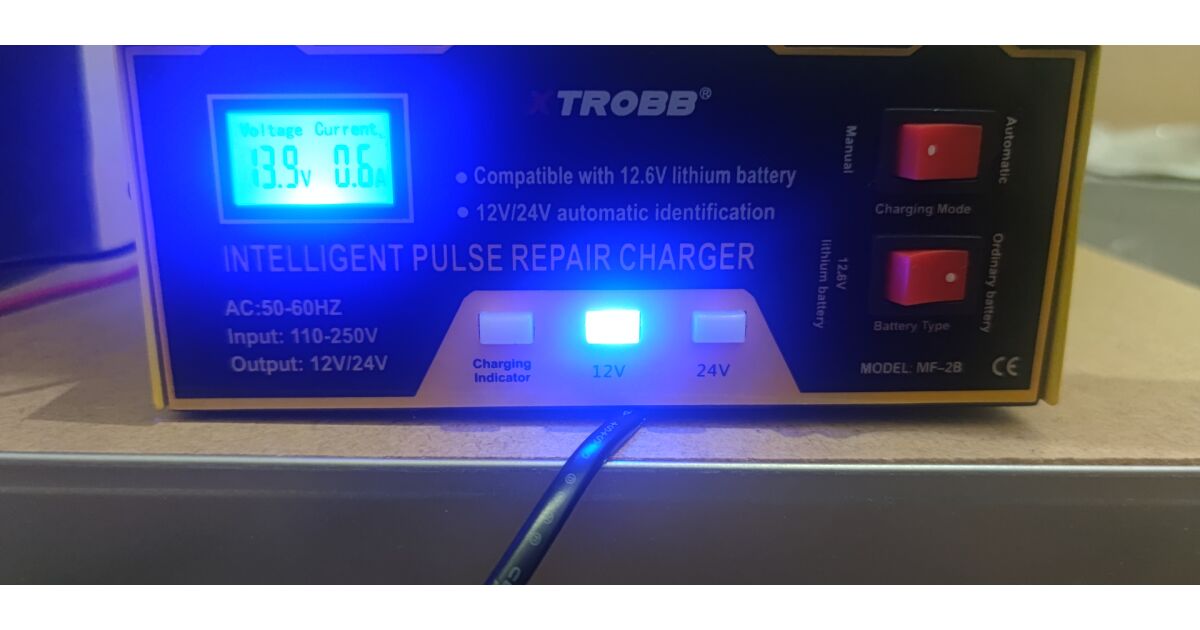 Voltage Current
13.9V 0.6A
XTROBB®
Compatible with 12.6V lithium battery
12V/24V automatic identification
INTELLIGENT PULSE REPAIR CHARGER
AC:50-60HZ
Input: 110-250V
Output: 12V/24V
Charging
Indicator
12V
24V
Manual
Automatic
Charging Mode
12.6V
lithium battery
Ordinary battery
Battery Type
MODEL: MF-2B
CE